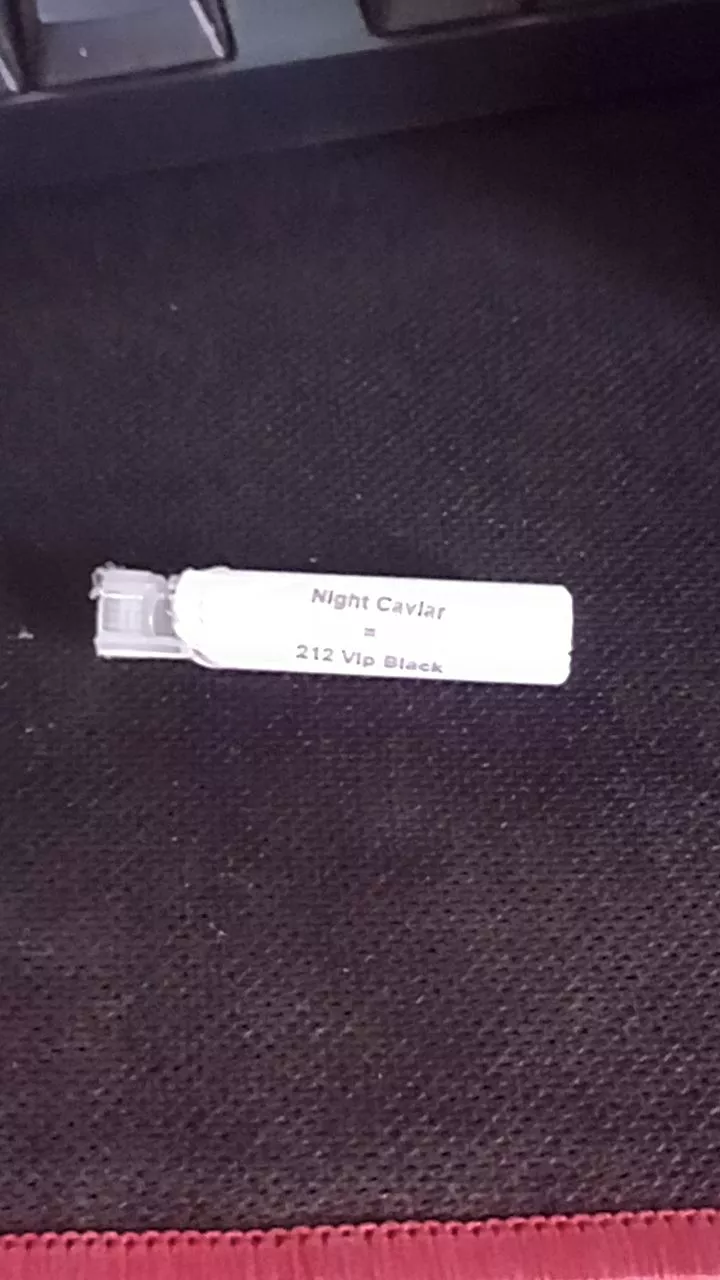 Night Caviar
=
212 Vip Black